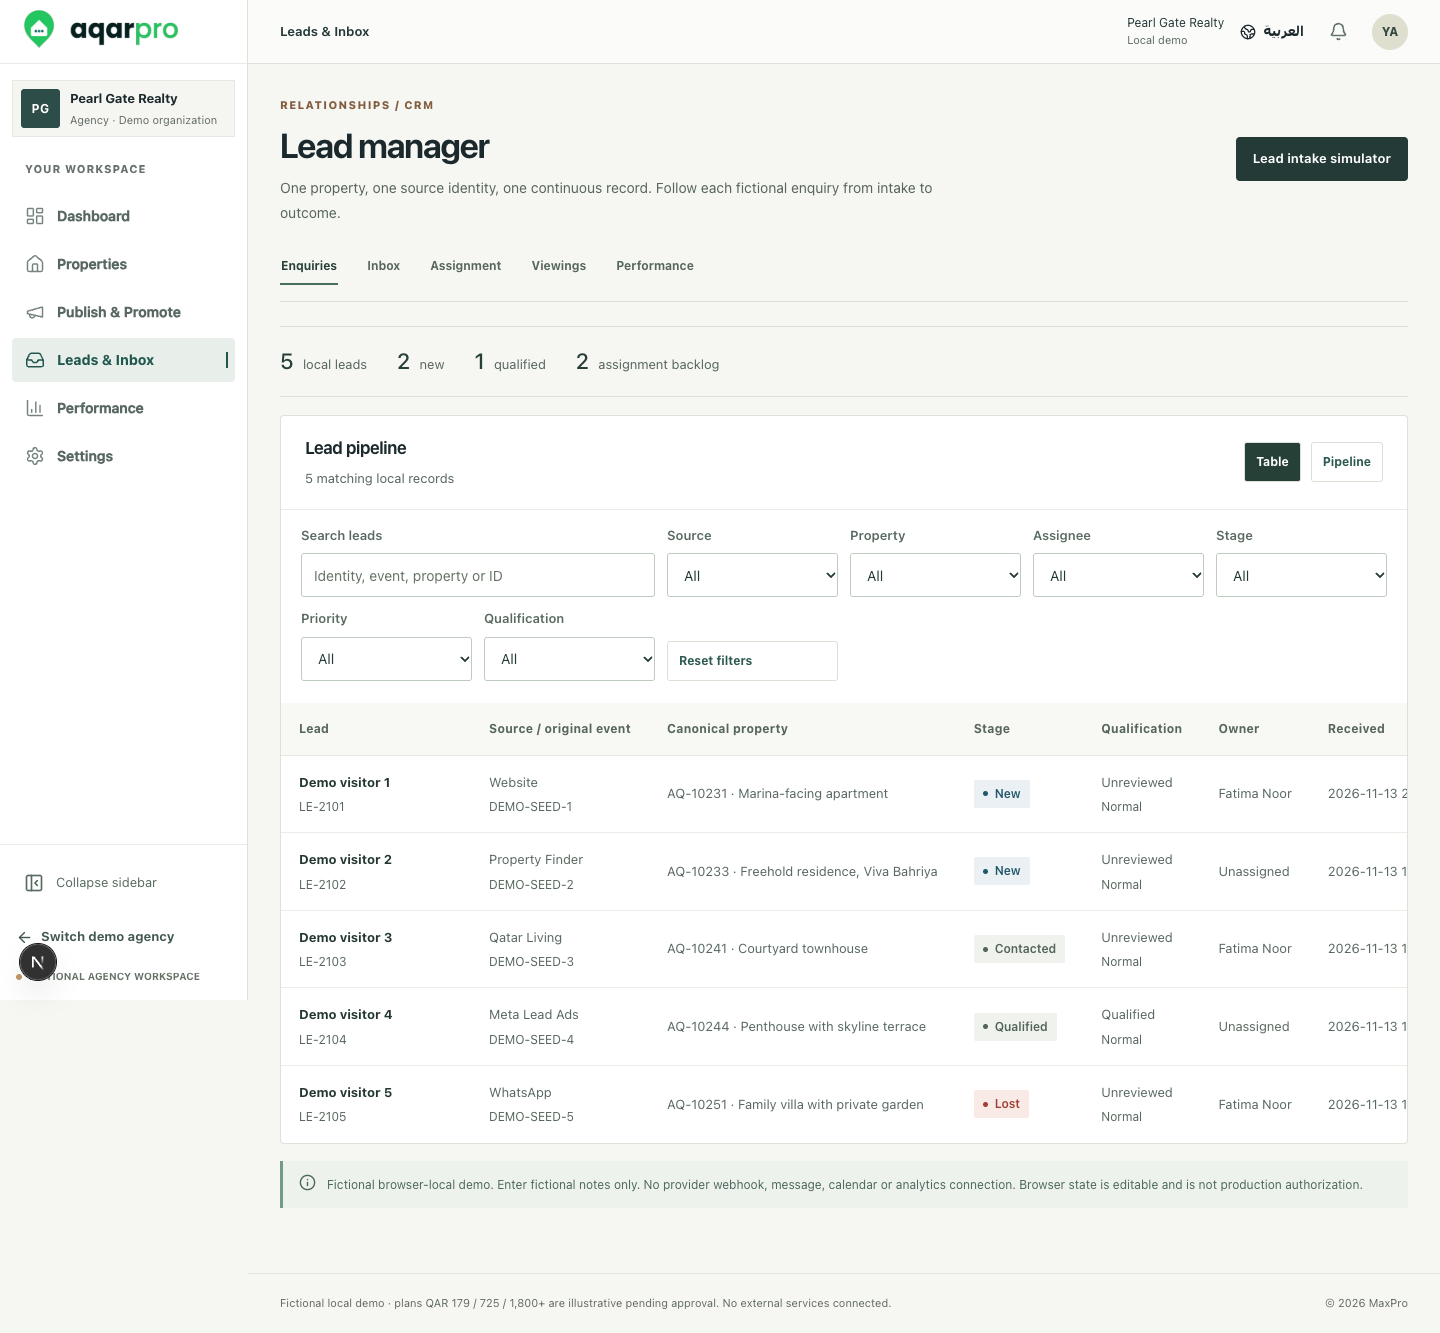 aqarpro
Leads & Inbox
Pearl Gate Realty
Local demo
العربية
YA
PG
Pearl Gate Realty
Agency · Demo organization
YOUR WORKSPACE
Dashboard
Properties
Publish & Promote
Leads & Inbox
Performance
Settings
Collapse sidebar
Switch demo agency
N
IONAL AGENCY WORKSPACE
RELATIONSHIPS / CRM
Lead manager
Lead intake simulator
One property, one source identity, one continuous record. Follow each fictional enquiry from intake to
outcome.
Enquiries Inbox Assignment Viewings Performance
5 local leads 2 new 1 qualified 2 assignment backlog
Lead pipeline
5 matching local records
Table Pipeline
Search leads Source Property Assignee Stage
Identity, event, property or ID All All All All
Priority Qualification
All All Reset filters
Lead Source / original event Canonical property Stage Qualification Owner Received
Demo visitor 1 Website Unreviewed
AQ-10231 · Marina-facing apartment New Fatima Noor 2026-11-13 2
LE-2101 DEMO-SEED-1 Normal
Demo visitor 2 Property Finder Unreviewed
AQ-10233 · Freehold residence, Viva Bahriya New Unassigned 2026-11-13 1
LE-2102 DEMO-SEED-2 Normal
Demo visitor 3 Qatar Living Unreviewed
AQ-10241 · Courtyard townhouse Contacted Fatima Noor 2026-11-13 1
LE-2103 DEMO-SEED-3 Normal
Demo visitor 4 Meta Lead Ads Qualified
AQ-10244 · Penthouse with skyline terrace Qualified Unassigned 2026-11-13 1
LE-2104 DEMO-SEED-4 Normal
Demo visitor 5 WhatsApp Unreviewed
AQ-10251 · Family villa with private garden Lost Fatima Noor 2026-11-13 1
LE-2105 DEMO-SEED-5 Normal
Fictional browser-local demo. Enter fictional notes only. No provider webhook, message, calendar or analytics connection. Browser state is editable and is not production authorization.
Fictional local demo · plans QAR 179 / 725 / 1,800+ are illustrative pending approval. No external services connected.
© 2026 MaxPro